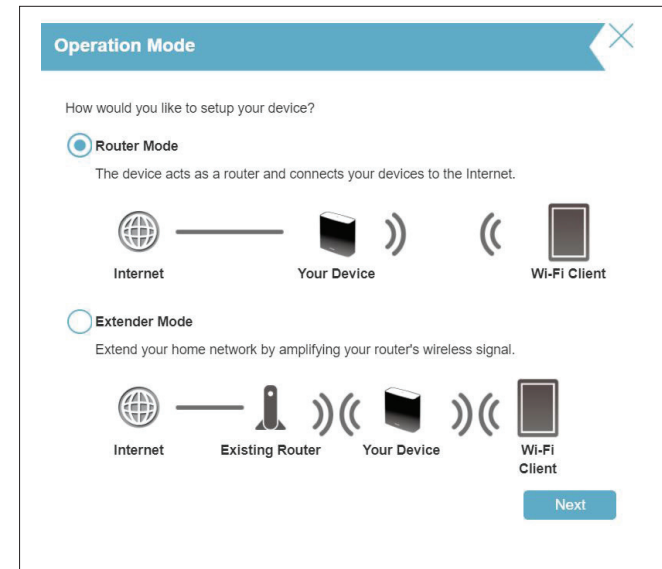 Operation Mode
How would you like to setup your device?
Router Mode
The device acts as a router and connects your devices to the Internet.
Internet Your Device Wi-Fi Client
Extender Mode
Extend your home network by amplifying your router's wireless signal.
Internet Existing Router Your Device Wi-Fi
Client
Next